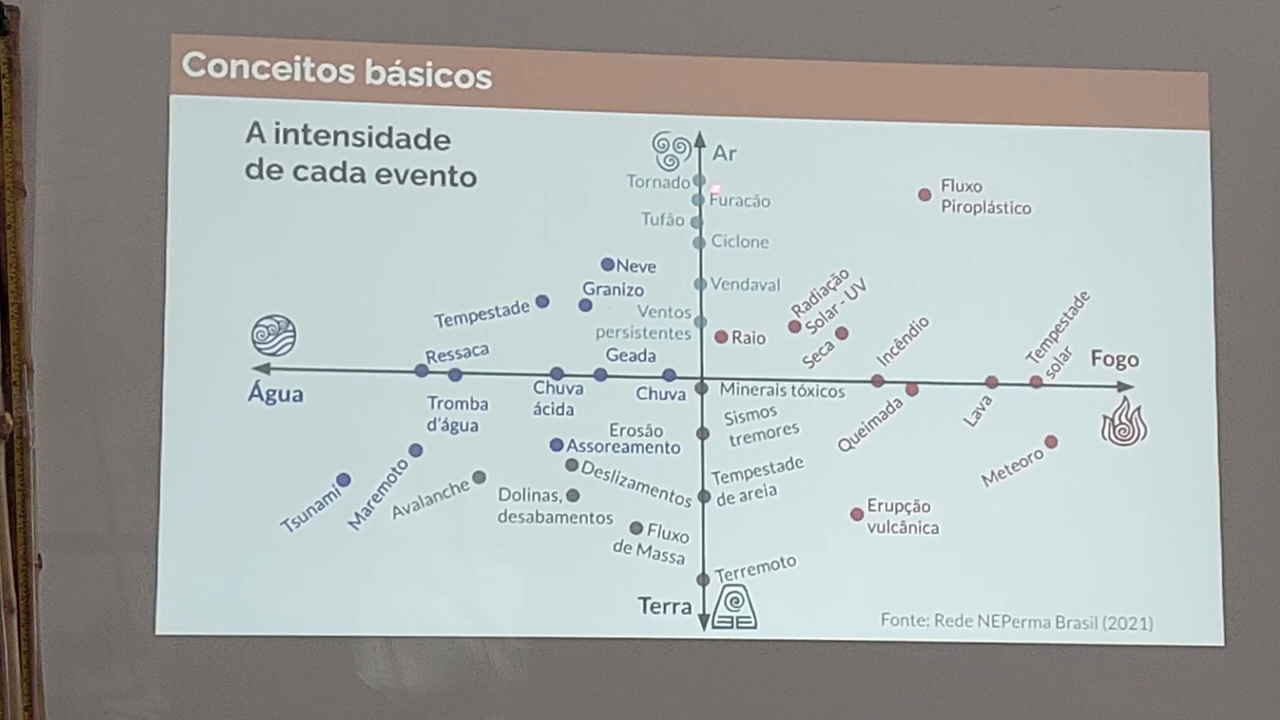 Conceitos básicos
A intensidade
de cada evento
Ar
Tornado
Furacão
Tufão
Ciclone
Fluxo
Piroplástico
Neve
Granizo
Tempestade
Vendaval
Ventos
persistentes
Raio
Radiação
Solar - UV
Seca
Incêndio
Tempestade
solar
Fogo
Água
Ressaca
Tromba
d'água
Chuva
ácida
Geada
Chuva
Minerais tóxicos
Sismos
tremores
Queimada
Lava
Meteoro
Erosão
Assoreamento
Deslizamentos
Tsunami
Maremoto
Avalanche
Dolinas,
desabamentos
Fluxo
de Massa
Tempestade
de areia
Erupção
vulcânica
Terremoto
Terra
Fonte: Rede NEPerma Brasil (2021)